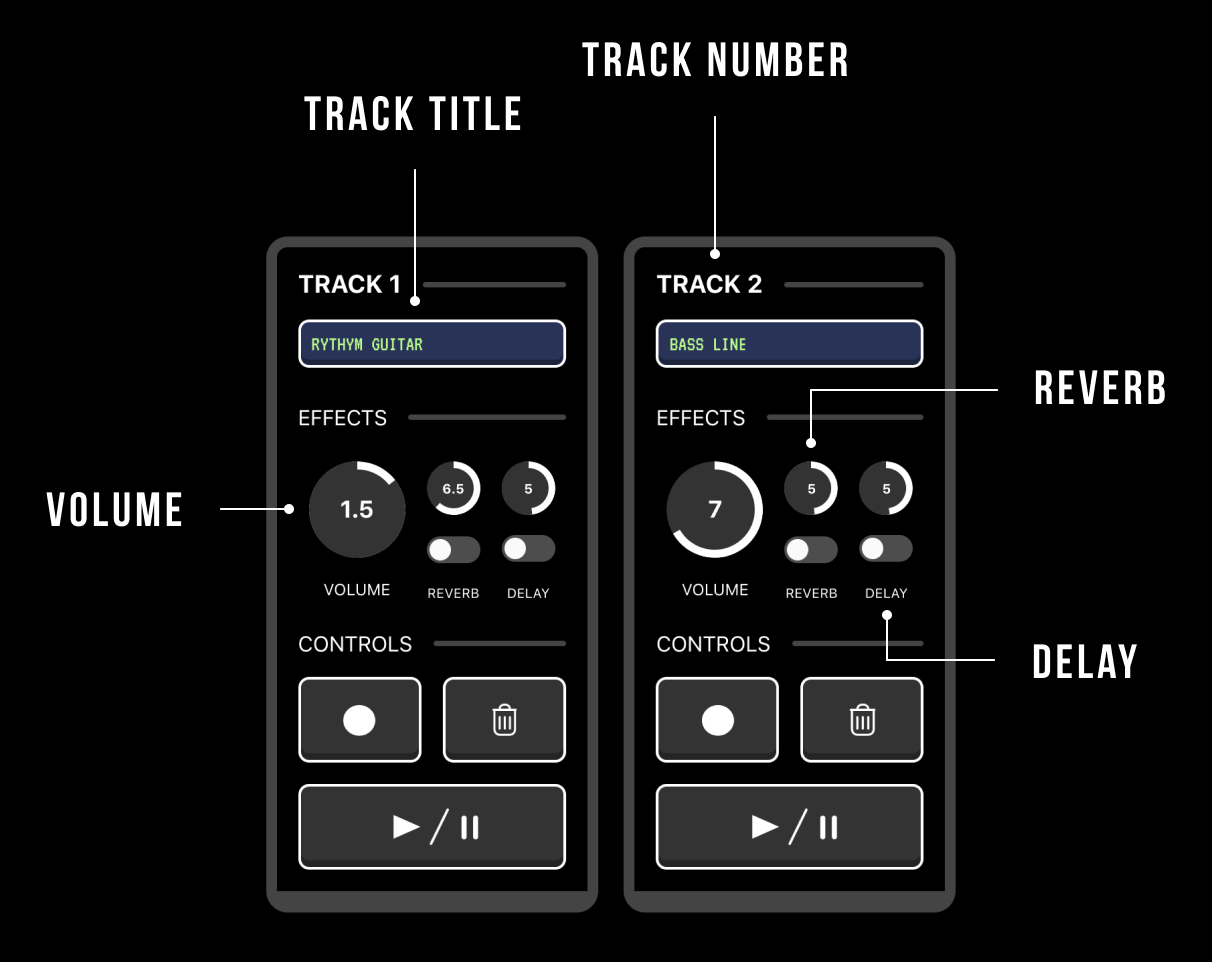 TRACK NUMBER
TRACK TITLE
TRACK 1
RYTHYM GUITAR
EFFECTS
1.5
6.5
5
VOLUME
REVERB
DELAY
CONTROLS
TRACK 2
BASS LINE
EFFECTS
7
5
5
VOLUME
REVERB
DELAY
CONTROLS
VOLUME
REVERB
DELAY